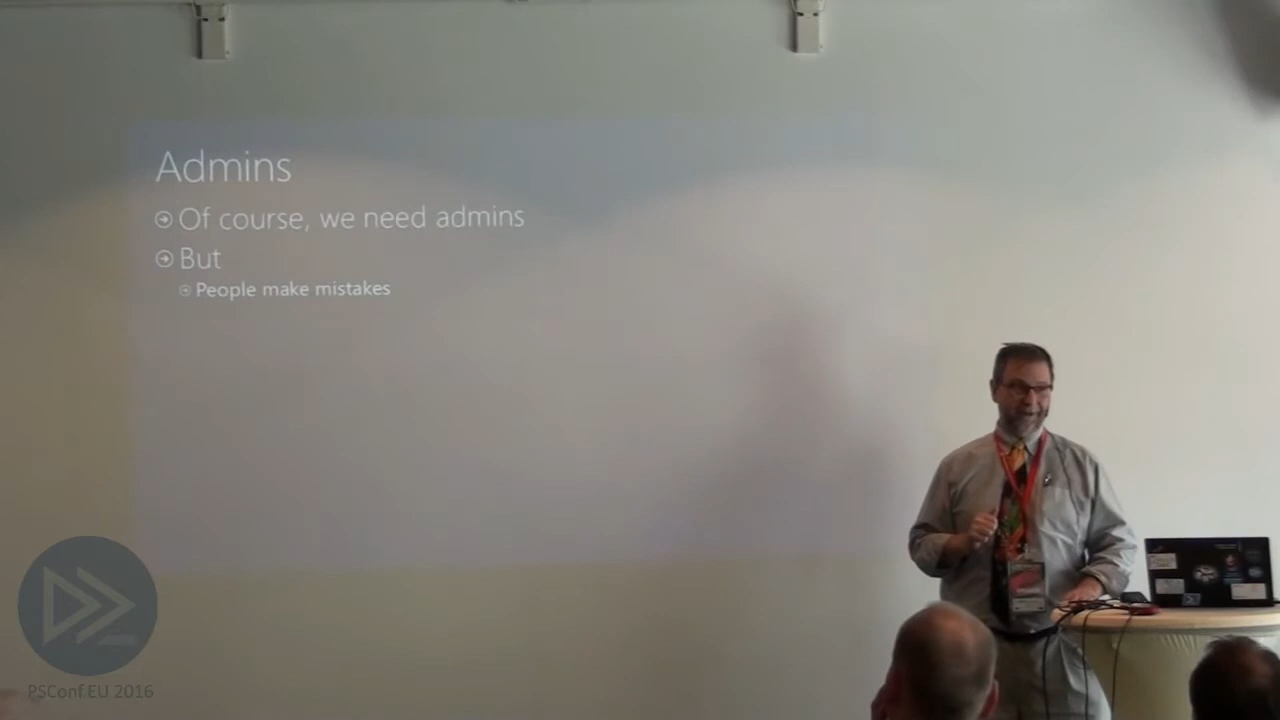 Admins
Of course, we need admins
But
People make mistakes
PSConf.EU 2016